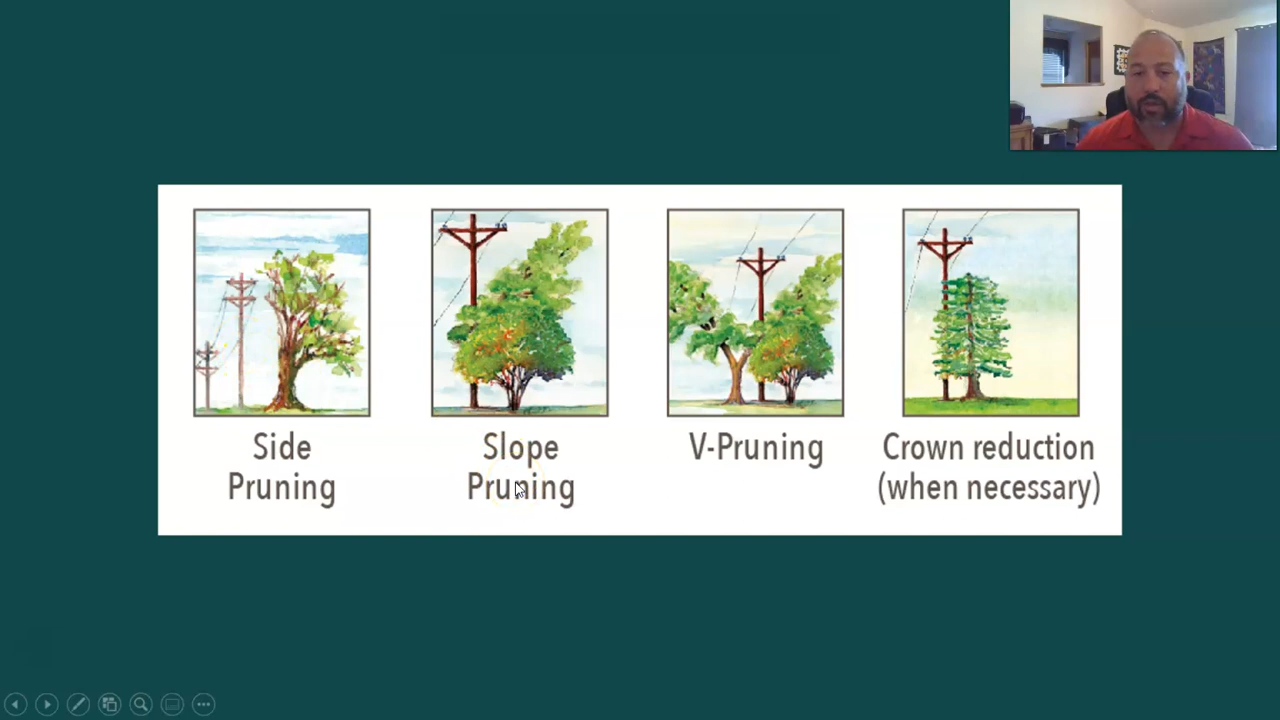 Side
Pruning
Slope
Pruning
V-Pruning
Crown reduction
(when necessary)